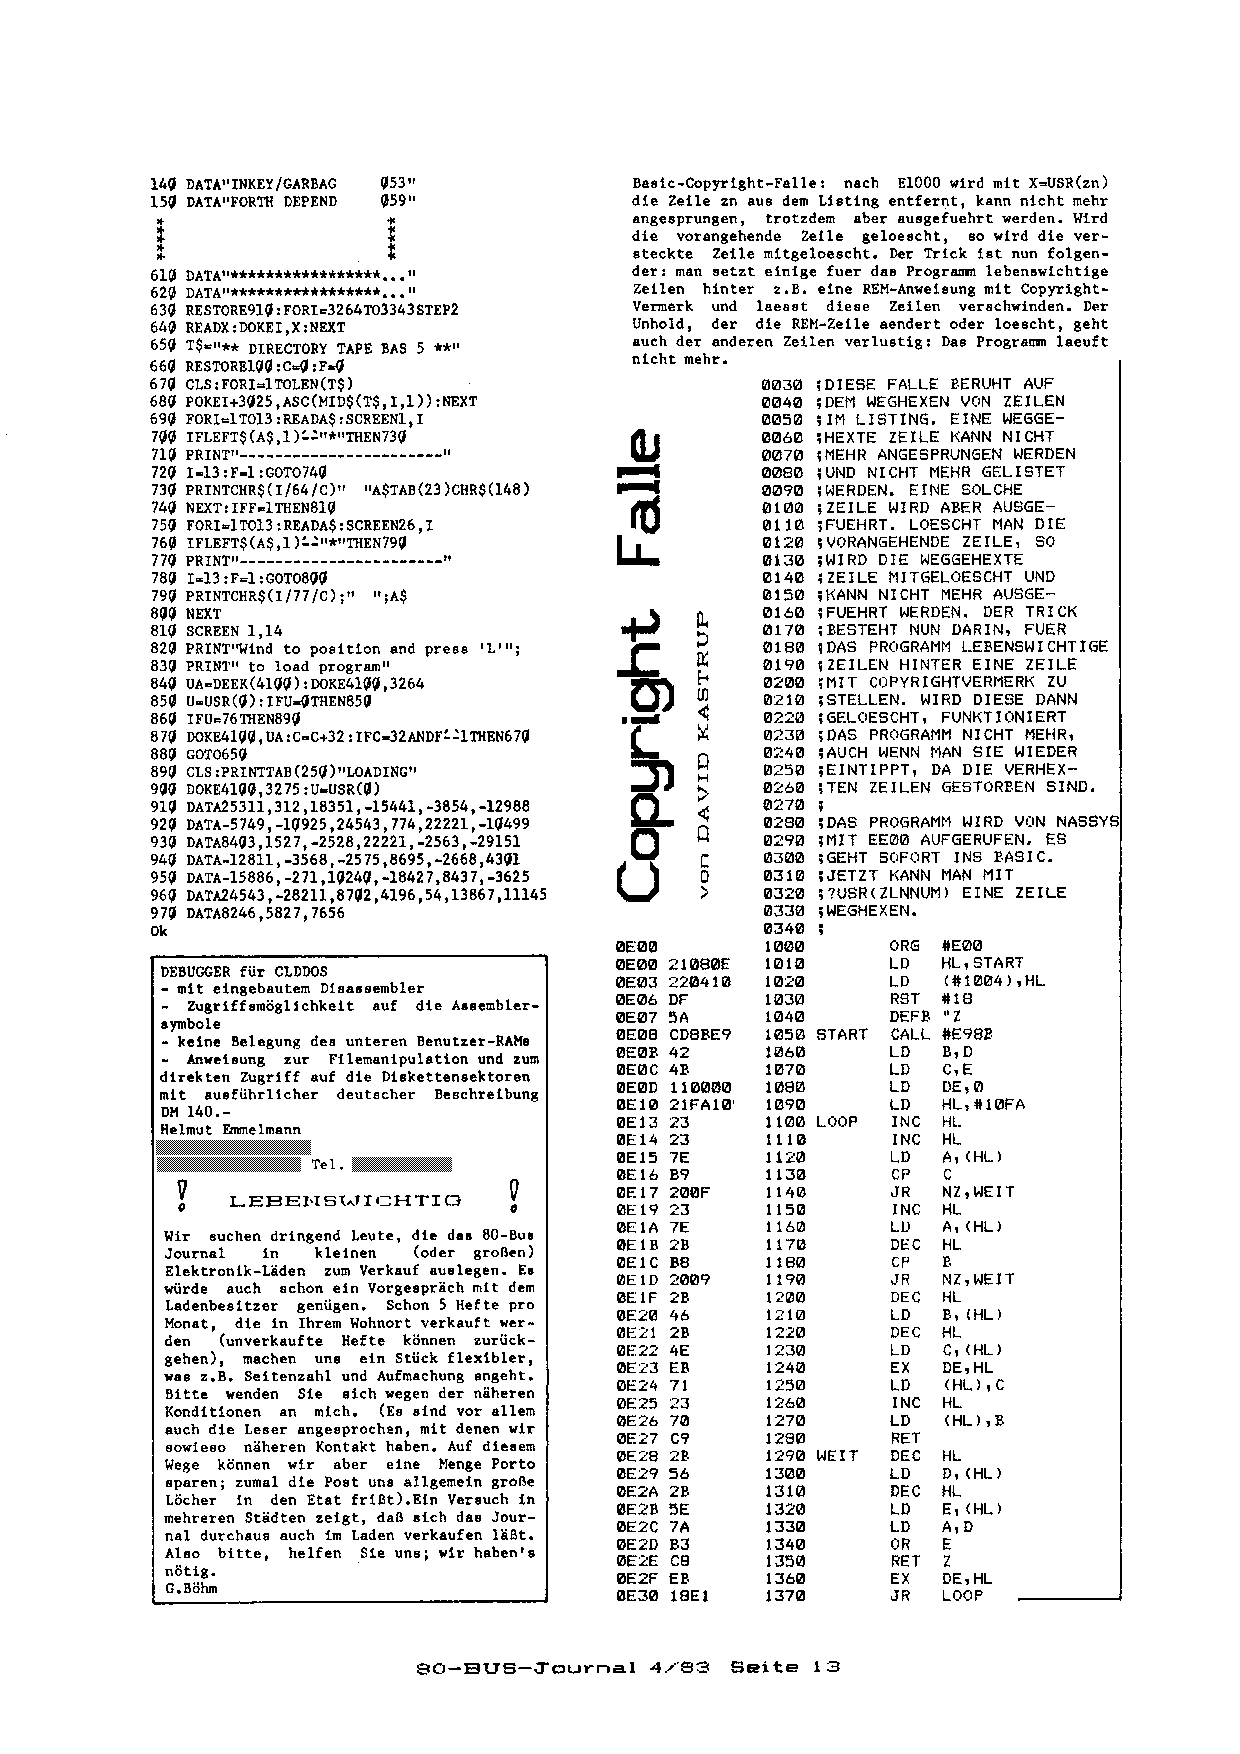 140 DATA"INKEY/GARBAG    053"
150 DATA"FORTH DEPEND    059"
*                        *
*                        *
*                        *
*                        *
*                        *
610 DATA"*****************..."
620 DATA"*****************..."
630 RESTORE910:FORI=3264TO3343STEP2
640 READX:DOKEI,X:NEXT
650 T$="** DIRECTORY TAPE BAS 5 **"
660 RESTORE100:C=0:F=0
670 CLS:FORI=1TOLEN(T$)
680 POKEI+3025,ASC(MID$(T$,I,1)):NEXT
690 FORI=1TO13:READA$:SCREEN1,I
700 IFLEFT$(A$,1)--"*"THEN730
710 PRINT"-----------------------"
720 I=13:F=1:GOTO740
730 PRINTCHR$(I/64/C)"  "A$TAB(23)CHR$(148)
740 NEXT:IFF=1THEN810
750 FORI=1TO13:READA$:SCREEN26,I
760 IFLEFT$(A$,1)--"*"THEN790
770 PRINT"-----------------------"
780 I=13:F=1:GOTO800
790 PRINTCHR$(I/77/C);"  ";A$
800 NEXT
810 SCREEN 1,14
820 PRINT"Wind to position and press 'L'";
830 PRINT" to load program"
840 UA=DEEK(4100):DOKE4100,3264
850 U=USR(0):IFU=0THEN850
860 IFU=76THEN890
870 DOKE4100,UA:C=C+32:IFC=32ANDF--1THEN670
880 GOTO650
890 CLS:PRINTTAB(250)"LOADING"
900 DOKE4100,3275:U=USR(0)
910 DATA25311,312,18351,-15441,-3854,-12988
920 DATA-5749,-10925,24543,774,22221,-10499
930 DATA8403,1527,-2528,22221,-2563,-29151
940 DATA-12811,-3568,-2575,8695,-2668,4301
950 DATA-15886,-271,10240,-18427,8437,-3625
960 DATA24543,-28211,8702,4196,54,13867,11145
970 DATA8246,5827,7656
Ok
DEBUGGER für CLDDOS
- mit eingebautem Disassembler
- Zugriffsmöglichkeit auf die Assembler-
symbole
- keine Belegung des unteren Benutzer-RAMs
- Anweisung zur Filemanipulation und zum
direkten Zugriff auf die Diskettensektoren
mit ausführlicher deutscher Beschreibung
DM 140.-
Helmut Emmelmann
Tel.
! LEBENSWICHTIG !
Wir suchen dringend Leute, die das 80-Bus
Journal in kleinen (oder großen)
Elektronik-Läden zum Verkauf auslegen. Es
würde auch schon ein Vorgespräch mit dem
Ladenbesitzer genügen. Schon 5 Hefte pro
Monat, die in Ihrem Wohnort verkauft wer-
den (unverkaufte Hefte können zurück-
gehen), machen uns ein Stück flexibler,
was z.B. Seitenzahl und Aufmachung angeht.
Bitte wenden Sie sich wegen der näheren
Konditionen an mich. (Es sind vor allem
auch die Leser angesprochen, mit denen wir
sowieso näheren Kontakt haben. Auf diesem
Wege können wir aber eine Menge Porto
sparen; zumal die Post uns allgemein große
Löcher in den Etat frißt).Ein Versuch in
mehreren Städten zeigt, daß sich das Jour-
nal durchaus auch im Laden verkaufen läßt.
Also bitte, helfen Sie uns; wir haben's
nötig.
G.Böhm
Basic-Copyright-Falle: nach E1000 wird mit X=USR(zn)
die Zeile zn aus dem Listing entfernt, kann nicht mehr
angesprungen, trotzdem aber ausgefuehrt werden. Wird
die vorangehende Zeile geloescht, so wird die ver-
steckte Zeile mitgeloescht. Der Trick ist nun folgen-
der: man setzt einige fuer das Programm lebenswichtige
Zeilen hinter z.B. eine REM-Anweisung mit Copyright-
Vermerk und laesst diese Zeilen verschwinden. Der
Unhold, der die REM-Zeile aendert oder loescht, geht
auch der anderen Zeilen verlustig: Das Programm laeuft
nicht mehr.
Copyright Falle
von DAVID KASTRUP
0030 ;DIESE FALLE BERUHT AUF
0040 ;DEM WEGHEXEN VON ZEILEN
0050 ;IM LISTING. EINE WEGGE-
0060 ;HEXTE ZEILE KANN NICHT
0070 ;MEHR ANGESPRUNGEN WERDEN
0080 ;UND NICHT MEHR GELISTET
0090 ;WERDEN. EINE SOLCHE
0100 ;ZEILE WIRD ABER AUSGE-
0110 ;FUEHRT. LOESCHT MAN DIE
0120 ;VORANGEHENDE ZEILE, SO
0130 ;WIRD DIE WEGGEHEXTE
0140 ;ZEILE MITGELOESCHT UND
0150 ;KANN NICHT MEHR AUSGE-
0160 ;FUEHRT WERDEN. DER TRICK
0170 ;BESTEHT NUN DARIN, FUER
0180 ;DAS PROGRAMM LEBENSWICHTIGE
0190 ;ZEILEN HINTER EINE ZEILE
0200 ;MIT COPYRIGHTVERMERK ZU
0210 ;STELLEN. WIRD DIESE DANN
0220 ;GELOESCHT, FUNKTIONIERT
0230 ;DAS PROGRAMM NICHT MEHR,
0240 ;AUCH WENN MAN SIE WIEDER
0250 ;EINTIPPT, DA DIE VERHEX-
0260 ;TEN ZEILEN GESTORBEN SIND.
0270 ;
0280 ;DAS PROGRAMM WIRD VON NASSYS
0290 ;MIT EE00 AUFGERUFEN. ES
0300 ;GEHT SOFORT INS BASIC.
0310 ;JETZT KANN MAN MIT
0320 ;?USR(ZLNNUM) EINE ZEILE
0330 ;WEGHEXEN.
0340 ;
0E00 1000 ORG #E00
0E00 21080E 1010 LD HL,START
0E03 220410 1020 LD (#1004),HL
0E06 DF 1030 RST #18
0E07 5A 1040 DEFB "Z
0E08 CD8BE9 1050 START CALL #E98B
0E0B 42 1060 LD B,D
0E0C 4B 1070 LD C,E
0E0D 110000 1080 LD DE,0
0E10 21FA10 1090 LD HL,#10FA
0E13 23 1100 LOOP INC HL
0E14 23 1110 INC HL
0E15 7E 1120 LD A,(HL)
0E16 B9 1130 CP C
0E17 200F 1140 JR NZ,WEIT
0E19 23 1150 INC HL
0E1A 7E 1160 LD A,(HL)
0E1B 2B 1170 DEC HL
0E1C B8 1180 CP B
0E1D 2009 1190 JR NZ,WEIT
0E1F 2B 1200 DEC HL
0E20 46 1210 LD B,(HL)
0E21 2B 1220 DEC HL
0E22 4E 1230 LD C,(HL)
0E23 EB 1240 EX DE,HL
0E24 71 1250 LD (HL),C
0E25 23 1260 INC HL
0E26 70 1270 LD (HL),B
0E27 C9 1280 RET
0E28 2B 1290 WEIT DEC HL
0E29 56 1300 LD D,(HL)
0E2A 2B 1310 DEC HL
0E2B 5E 1320 LD E,(HL)
0E2C 7A 1330 LD A,D
0E2D B3 1340 OR E
0E2E C8 1350 RET Z
0E2F EB 1360 EX DE,HL
0E30 18E1 1370 JR LOOP
80-BUS-Journal 4/83 Seite 13